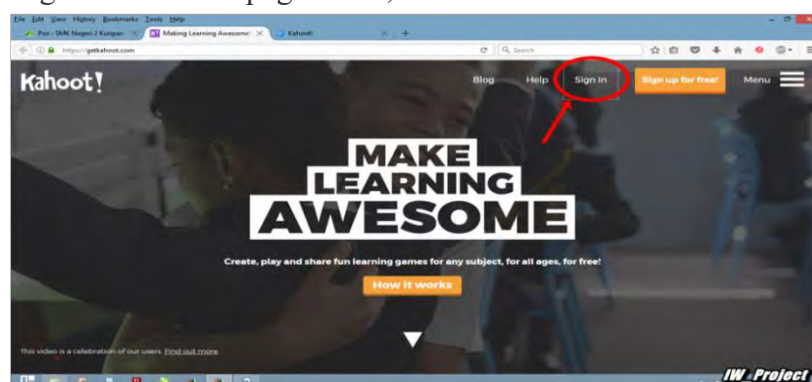 File Edit View History Bookmarks Tools Help
Making Learning Awesome!
Kahoot!
https://getkahoot.com
Search
Kahoot!
Blog
Help
Sign in
Sign up for free!
Menu
MAKE
LEARNING
AWESOME
Create, play and share fun learning games for any subject, for all ages, for free!
How it works
This video is a celebration of our users. Find out more
IW Project